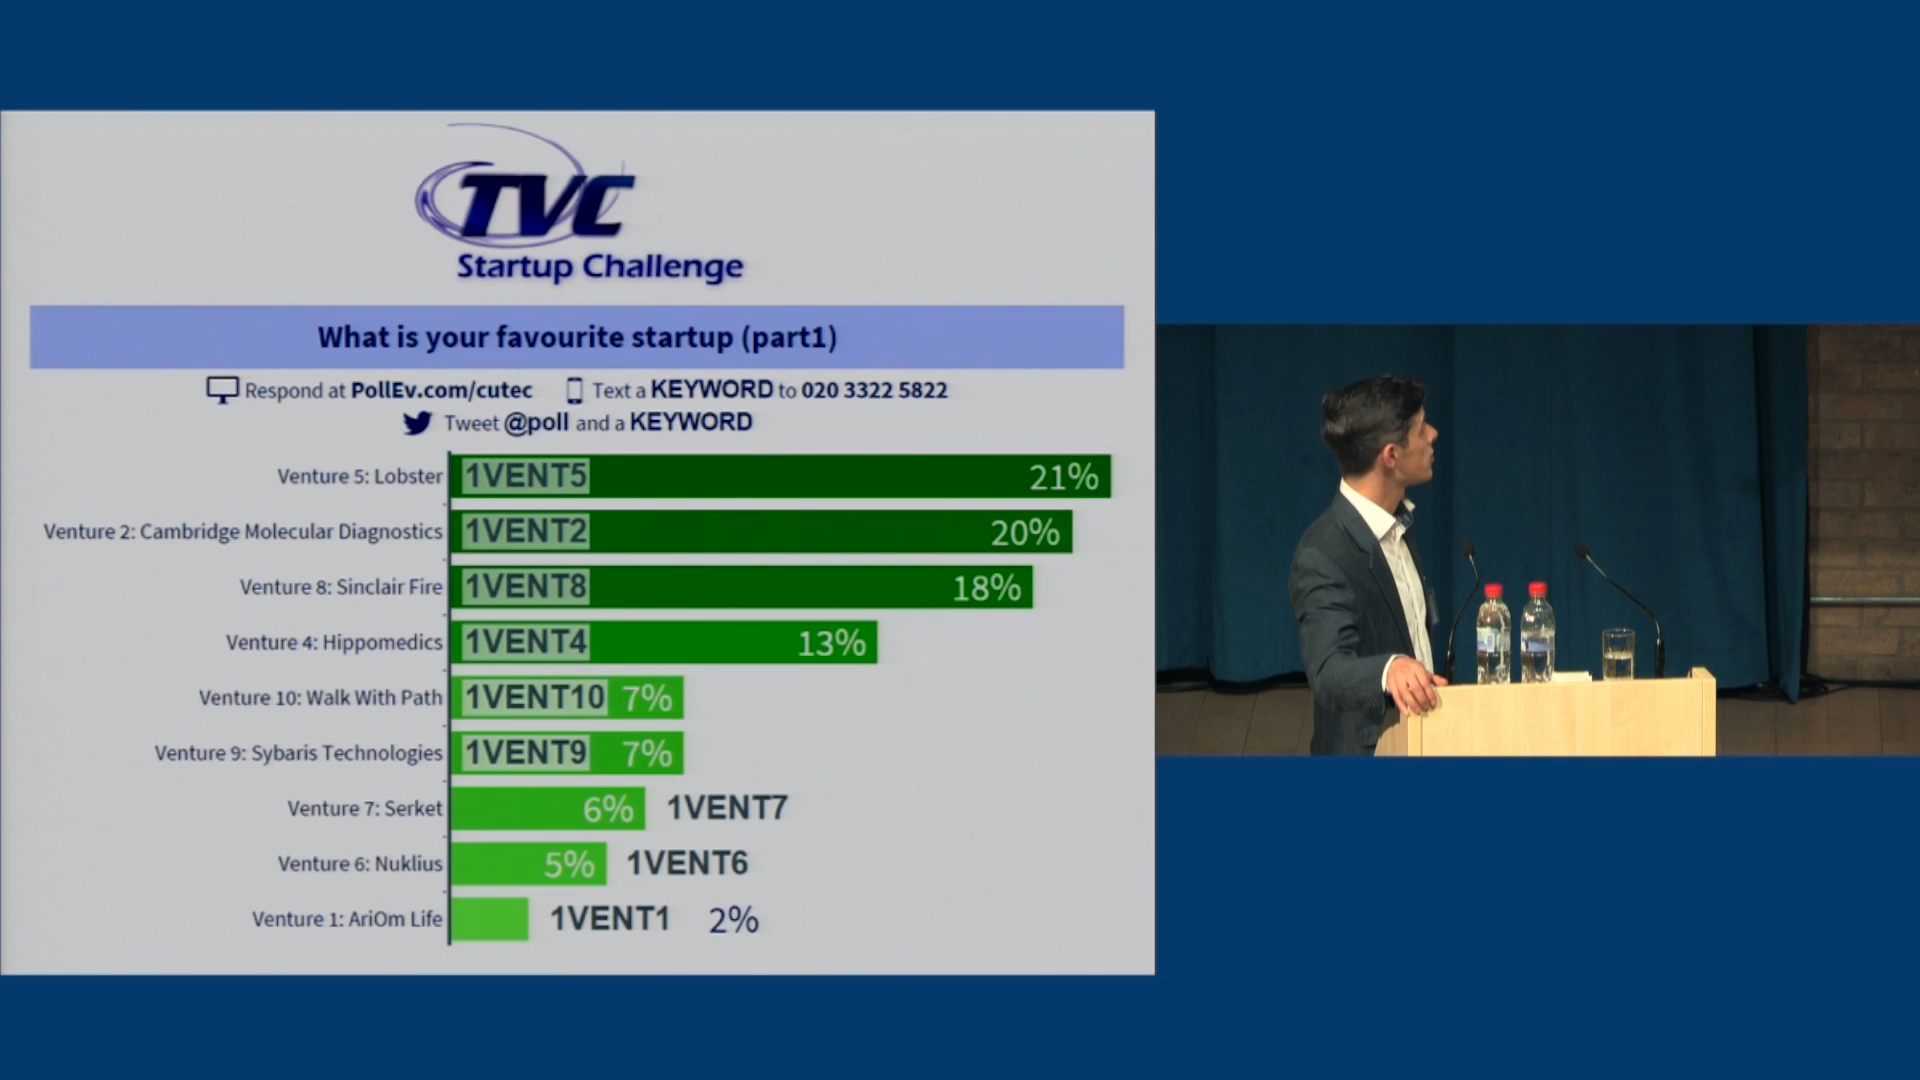 TVC
Startup Challenge
What is your favourite startup (part1)
Respond at PollEv.com/cutec Text a KEYWORD to 020 3322 5822
Tweet @poll and a KEYWORD
Venture 5: Lobster 1VENT5 21%
Venture 2: Cambridge Molecular Diagnostics 1VENT2 20%
Venture 8: Sinclair Fire 1VENT8 18%
Venture 4: Hippomedics 1VENT4 13%
Venture 10: Walk With Path 1VENT10 7%
Venture 9: Sybaris Technologies 1VENT9 7%
Venture 7: Serket 6% 1VENT7
Venture 6: Nuklius 5% 1VENT6
Venture 1: AriOm Life 1VENT1 2%